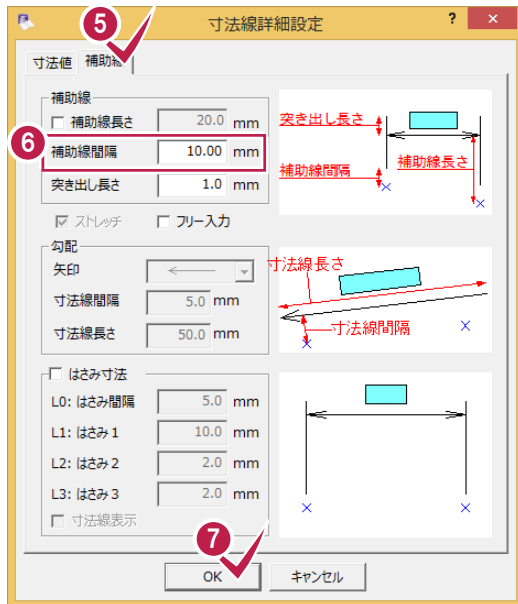 寸法線詳細設定 ? ×
5
寸法値 補助線
補助線
補助線長さ 20.0 mm
6
補助線間隔 10.00 mm
突き出し長さ 1.0 mm
ストレッチ フリー入力
突き出し長さ
補助線間隔
補助線長さ
勾配
矢印
寸法線間隔 5.0 mm
寸法線長さ 50.0 mm
寸法線長さ
寸法線間隔
はさみ寸法
L0: はさみ間隔 5.0 mm
L1: はさみ1 10.0 mm
L2: はさみ2 2.0 mm
L3: はさみ3 2.0 mm
寸法線表示
7
OK キャンセル